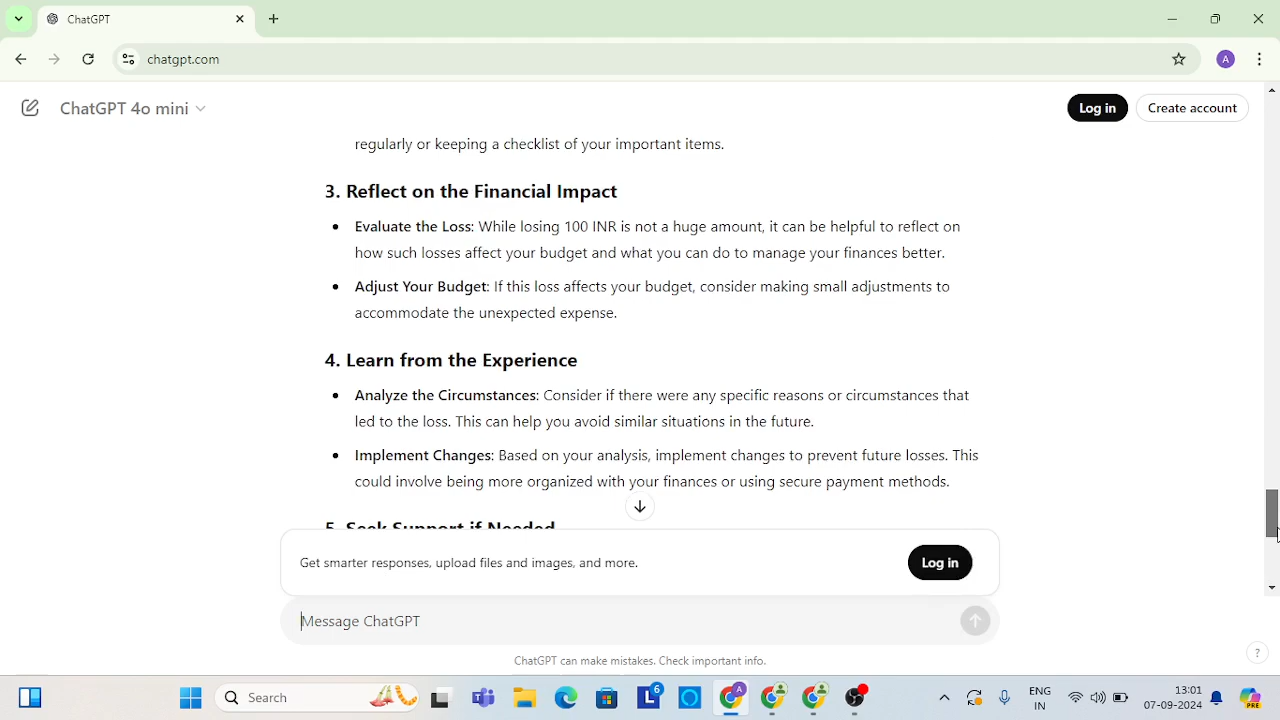 ChatGPT
chatgpt.com
A
ChatGPT 4o mini
Log in
Create account
regularly or keeping a checklist of your important items.
3. Reflect on the Financial Impact
Evaluate the Loss: While losing 100 INR is not a huge amount, it can be helpful to reflect on
how such losses affect your budget and what you can do to manage your finances better.
Adjust Your Budget: If this loss affects your budget, consider making small adjustments to
accommodate the unexpected expense.
4. Learn from the Experience
Analyze the Circumstances: Consider if there were any specific reasons or circumstances that
led to the loss. This can help you avoid similar situations in the future.
Implement Changes: Based on your analysis, implement changes to prevent future losses. This
could involve being more organized with your finances or using secure payment methods.
5. Seek Support if Needed
Get smarter responses, upload files and images, and more.
Log in
Message ChatGPT
ChatGPT can make mistakes. Check important info.
?
Search
L 6
A
ENG
IN
13:01
07-09-2024
PRE